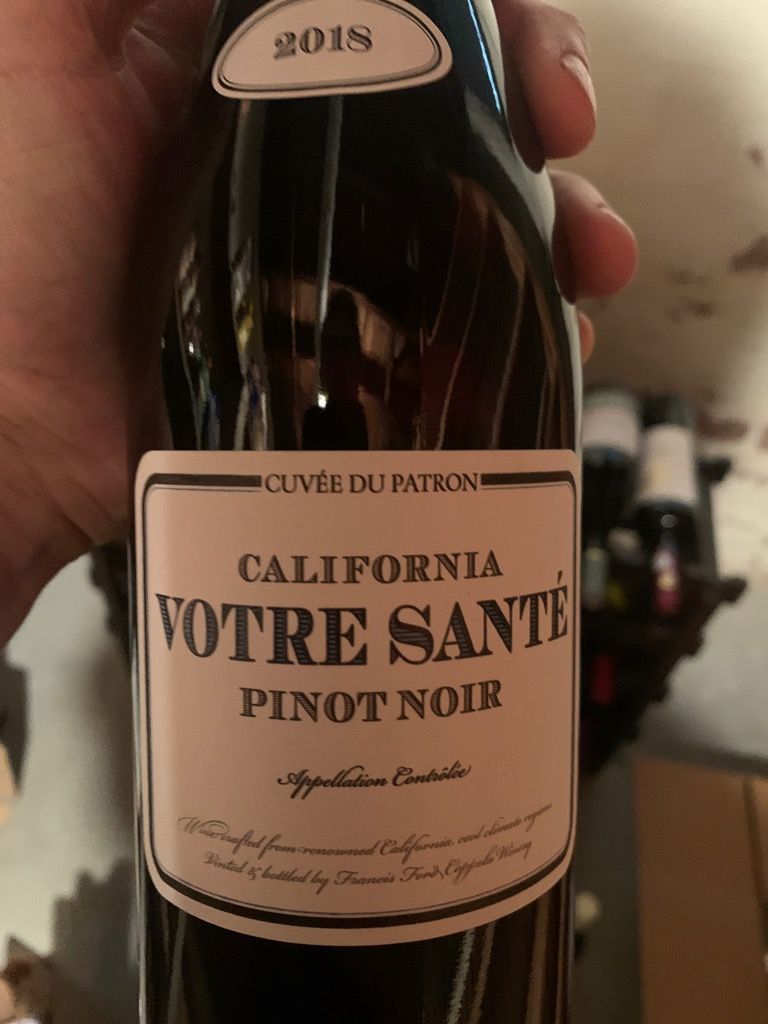 2018
CUVÉE DU PATRON
CALIFORNIA
VOTRE SANTÉ
PINOT NOIR
Appellation Contrôlée
Wine crafted from renowned California cool climate regions
Vinted & bottled by Francis Ford Coppola Winery